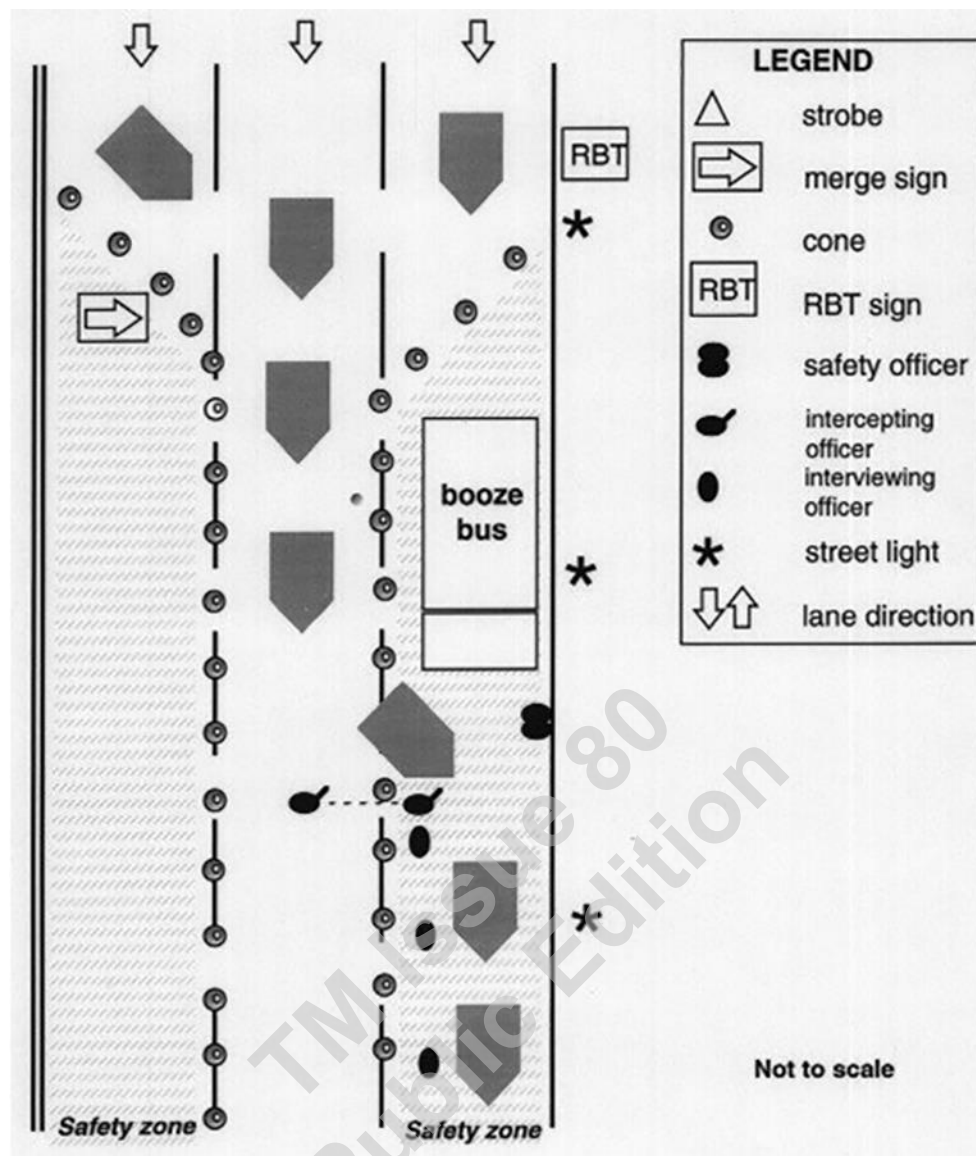 LEGEND
strobe
merge sign
cone
RBT
RBT
RBT sign
safety officer
intercepting
officer
interviewing
officer
street light
lane direction
booze
bus
TM Issue 80
Public Edition
Not to scale
Safety zone
Safety zone